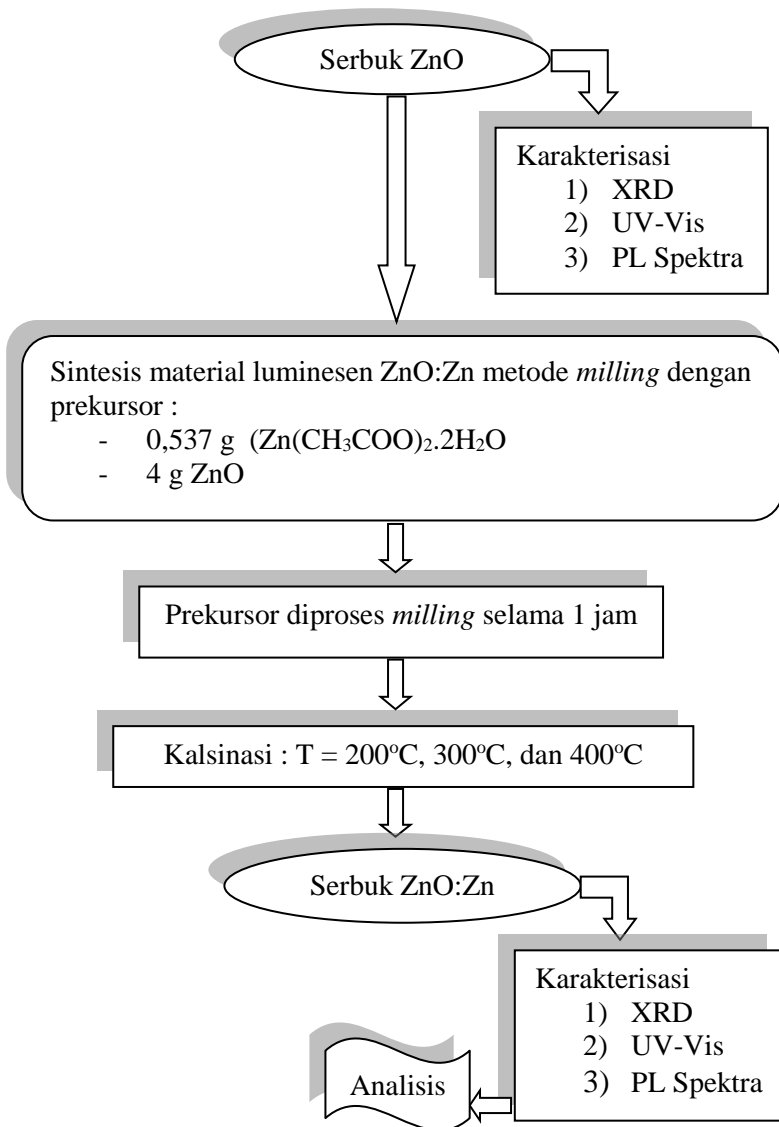 Serbuk ZnO
Karakterisasi
1) XRD
2) UV-Vis
3) PL Spektra
Sintesis material luminesen ZnO:Zn metode milling dengan
prekursor :
- 0,537 g (Zn(CH₃COO)₂.2H₂O
- 4 g ZnO
Prekursor diproses milling selama 1 jam
Kalsinasi : T = 200ºC, 300ºC, dan 400ºC
Serbuk ZnO:Zn
Karakterisasi
1) XRD
2) UV-Vis
3) PL Spektra
Analisis